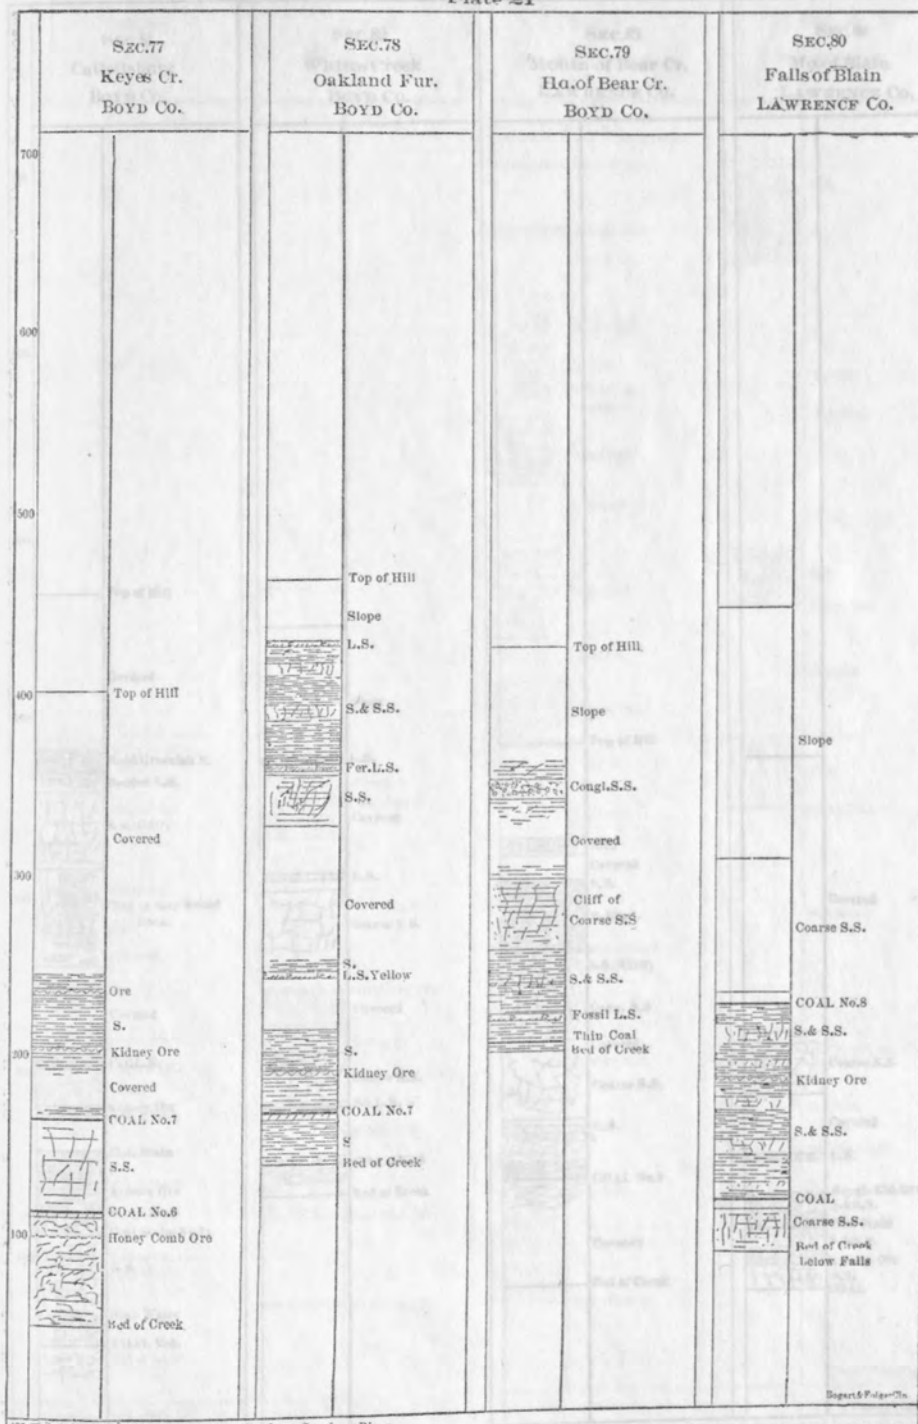 Plate 21
SEC.77
Keyes Cr.
BOYD Co.
700
600
500
400
300
200
100
Top of Hill
Covered
Ore
S.
Kidney Ore
Covered
COAL No.7
S.S.
COAL No.6
Honey Comb Ore
Bed of Creek
SEC.78
Oakland Fur.
BOYD Co.
Top of Hill
Slope
L.S.
S.& S.S.
Fer.L.S.
S.S.
Covered
S.
L.S.Yellow
S.
Kidney Ore
COAL No.7
S
Bed of Creek
SEC.79
Hd.of Bear Cr.
BOYD Co.
Top of Hill
Slope
Congl.S.S.
Covered
Cliff of
Coarse S.S
S.& S.S.
Fossil L.S.
Thin Coal
Bed of Creek
SEC.80
Falls of Blain
LAWRENCE Co.
Slope
Coarse S.S.
COAL No.8
S.& S.S.
Kidney Ore
S.& S.S.
COAL
Coarse S.S.
Bed of Creek
below Falls
Bogart & Folger Cin.